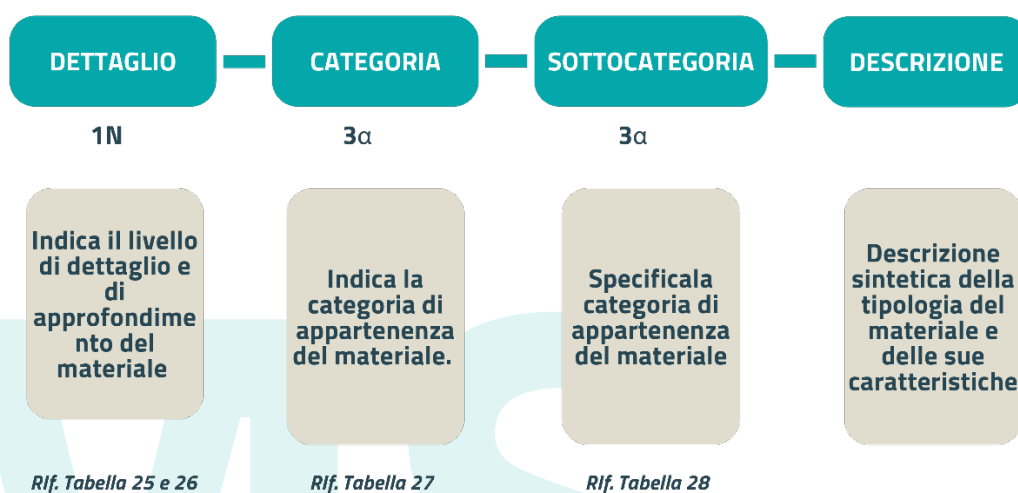 DETTAGLIO
CATEGORIA
SOTTOCATEGORIA
DESCRIZIONE
1N
3α
3α
Indica il livello
di dettaglio e
di
approfondime
nto del
materiale
Indica la
categoria di
appartenenza
del materiale.
Specificala
categoria di
appartenenza
del materiale
Descrizione
sintetica della
tipologia del
materiale e
delle sue
caratteristiche
RIf. Tabella 25 e 26
RIf. Tabella 27
RIf. Tabella 28